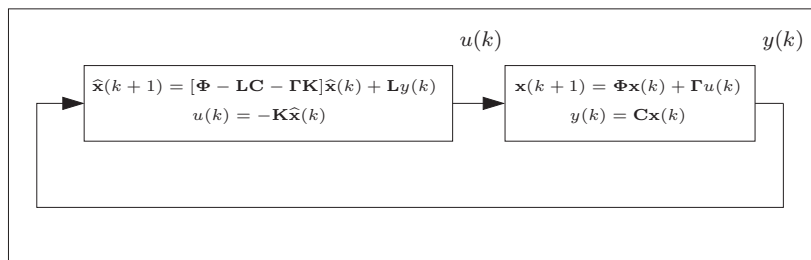 u(k)
y(k)
x̂(k + 1) = [Φ − LC − ΓK]x̂(k) + Ly(k)
u(k) = −Kx̂(k)
x(k + 1) = Φx(k) + Γu(k)
y(k) = Cx(k)